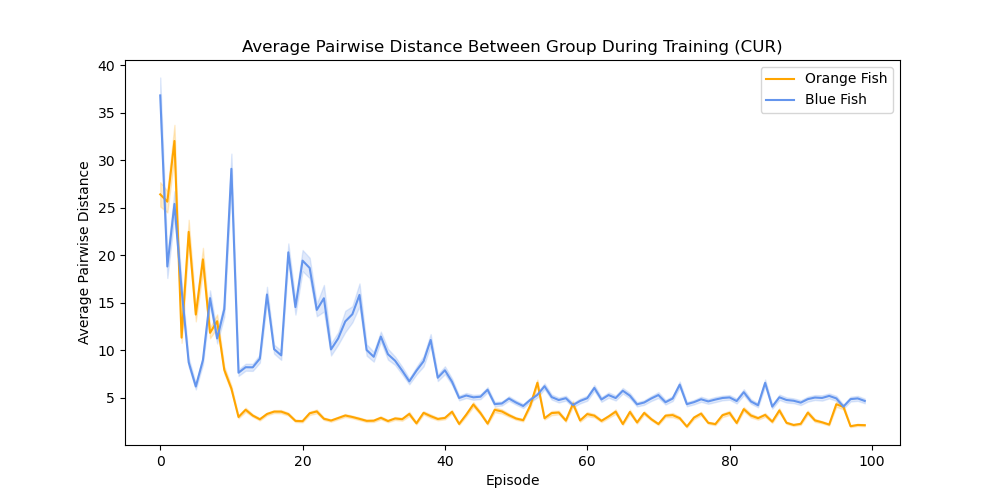 Average Pairwise Distance Between Group During Training (CUR)
40
35
30
25
20
15
10
5
Average Pairwise Distance
Orange Fish
Blue Fish
0
20
40
60
80
100
Episode